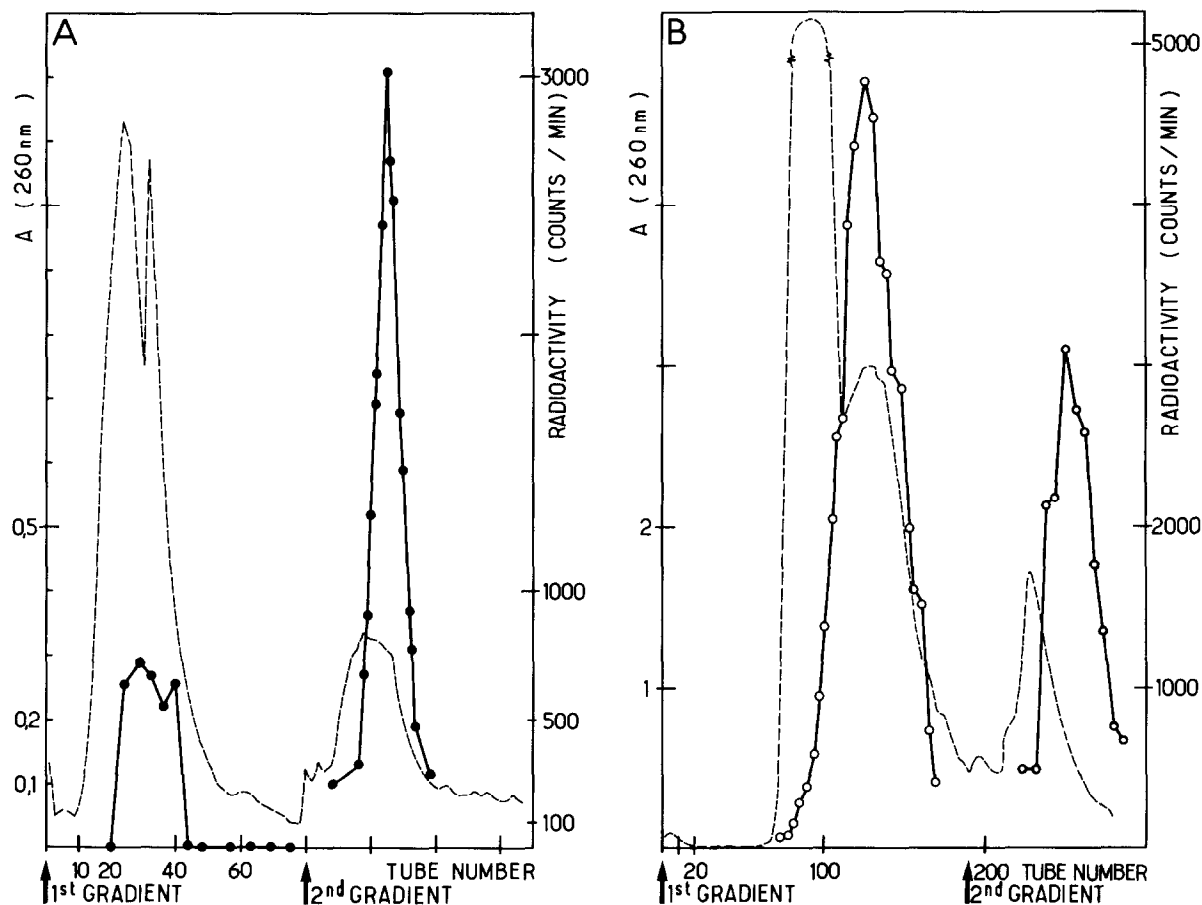 A
A (260 nm)
0,5
0,2
0,1
3000
1000
500
100
RADIOACTIVITY (COUNTS / MIN)
10 20 40 60 TUBE NUMBER
1st GRADIENT 2nd GRADIENT
B
A (260 nm)
2
1
5000
2000
1000
RADIOACTIVITY (COUNTS / MIN)
20 100 200 TUBE NUMBER
1st GRADIENT 2nd GRADIENT